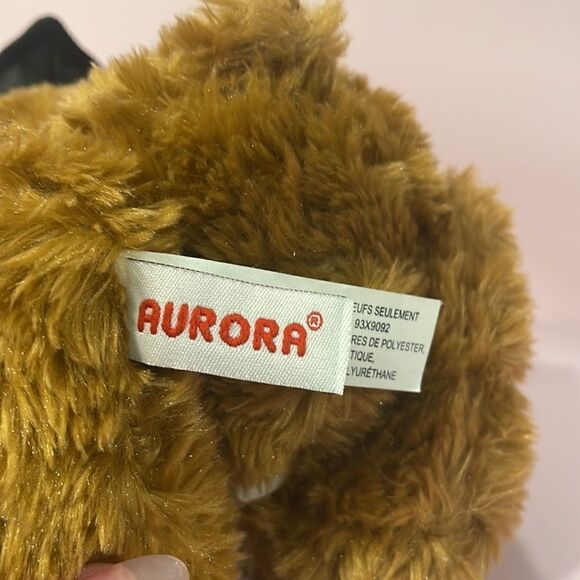 AURORA®
EUFS SEULEMENT
93X9092
RES DE POLYESTER,
TIQUE,
LYURÉTHANE